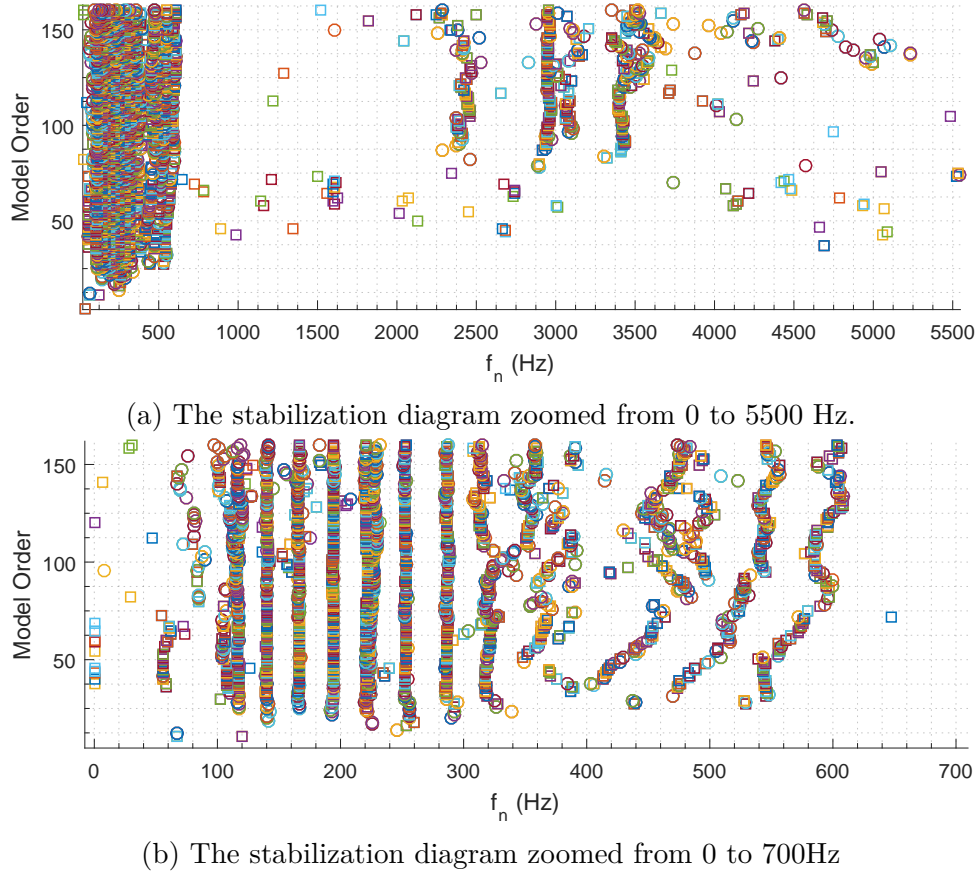 150
100
50
Model Order
500 1000 1500 2000 2500 3000 3500 4000 4500 5000 5500
f_n (Hz)
(a) The stabilization diagram zoomed from 0 to 5500 Hz.
150
100
50
Model Order
0 100 200 300 400 500 600 700
f_n (Hz)
(b) The stabilization diagram zoomed from 0 to 700Hz